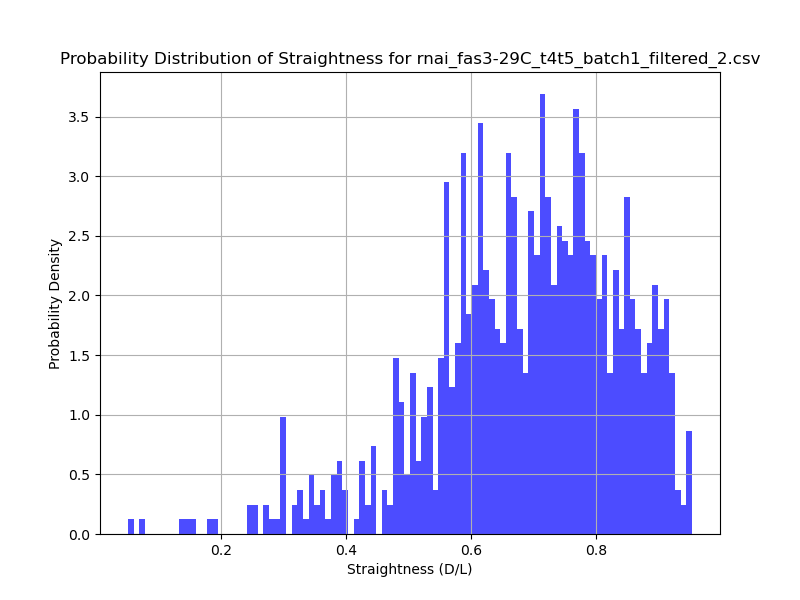 Probability Distribution of Straightness for rnai_fas3-29C_t4t5_batch1_filtered_2.csv
3.5
3.0
2.5
2.0
1.5
1.0
0.5
0.0
Probability Density
0.2 0.4 0.6 0.8
Straightness (D/L)